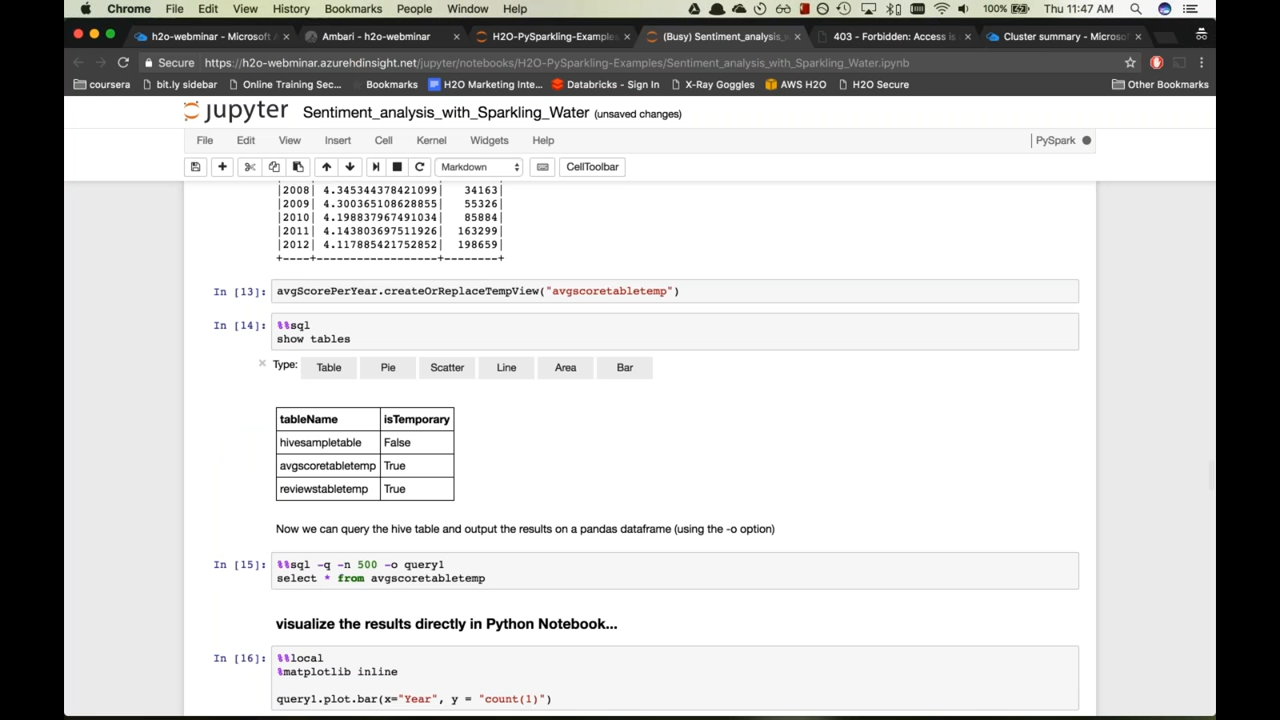 Chrome File Edit View History Bookmarks People Window Help 100% Thu 11:47 AM
h2o-webminar - Microsoft A × Ambari - h2o-webminar × H2O-PySparkling-Examples × (Busy) Sentiment_analysis_w × 403 - Forbidden: Access is × Cluster summary - Microsof ×
Secure https://h2o-webminar.azurehdinsight.net/jupyter/notebooks/H2O-PySparkling-Examples/Sentiment_analysis_with_Sparkling_Water.ipynb
coursera bit.ly sidebar Online Training Sec... Bookmarks H2O Marketing Inte... Databricks - Sign In X-Ray Goggles AWS H2O H2O Secure Other Bookmarks
jupyter Sentiment_analysis_with_Sparkling_Water (unsaved changes)
File Edit View Insert Cell Kernel Widgets Help PySpark
Markdown CellToolbar
|2008| 4.345344378421099| 34163|
|2009| 4.300365108628855| 55326|
|2010| 4.198837967491034| 85884|
|2011| 4.143803697511926| 163299|
|2012| 4.117885421752852| 198659|
+----+------------------+--------+
In [13]: avgScorePerYear.createOrReplaceTempView("avgscoretabletemp")
In [14]: %%sql
show tables
× Type: Table Pie Scatter Line Area Bar
tableName isTemporary
hivesampletable False
avgscoretabletemp True
reviewstabletemp True
Now we can query the hive table and output the results on a pandas dataframe (using the -o option)
In [15]: %%sql -q -n 500 -o query1
select * from avgscoretabletemp
visualize the results directly in Python Notebook...
In [16]: %%local
%matplotlib inline
query1.plot.bar(x="Year", y = "count(1)")